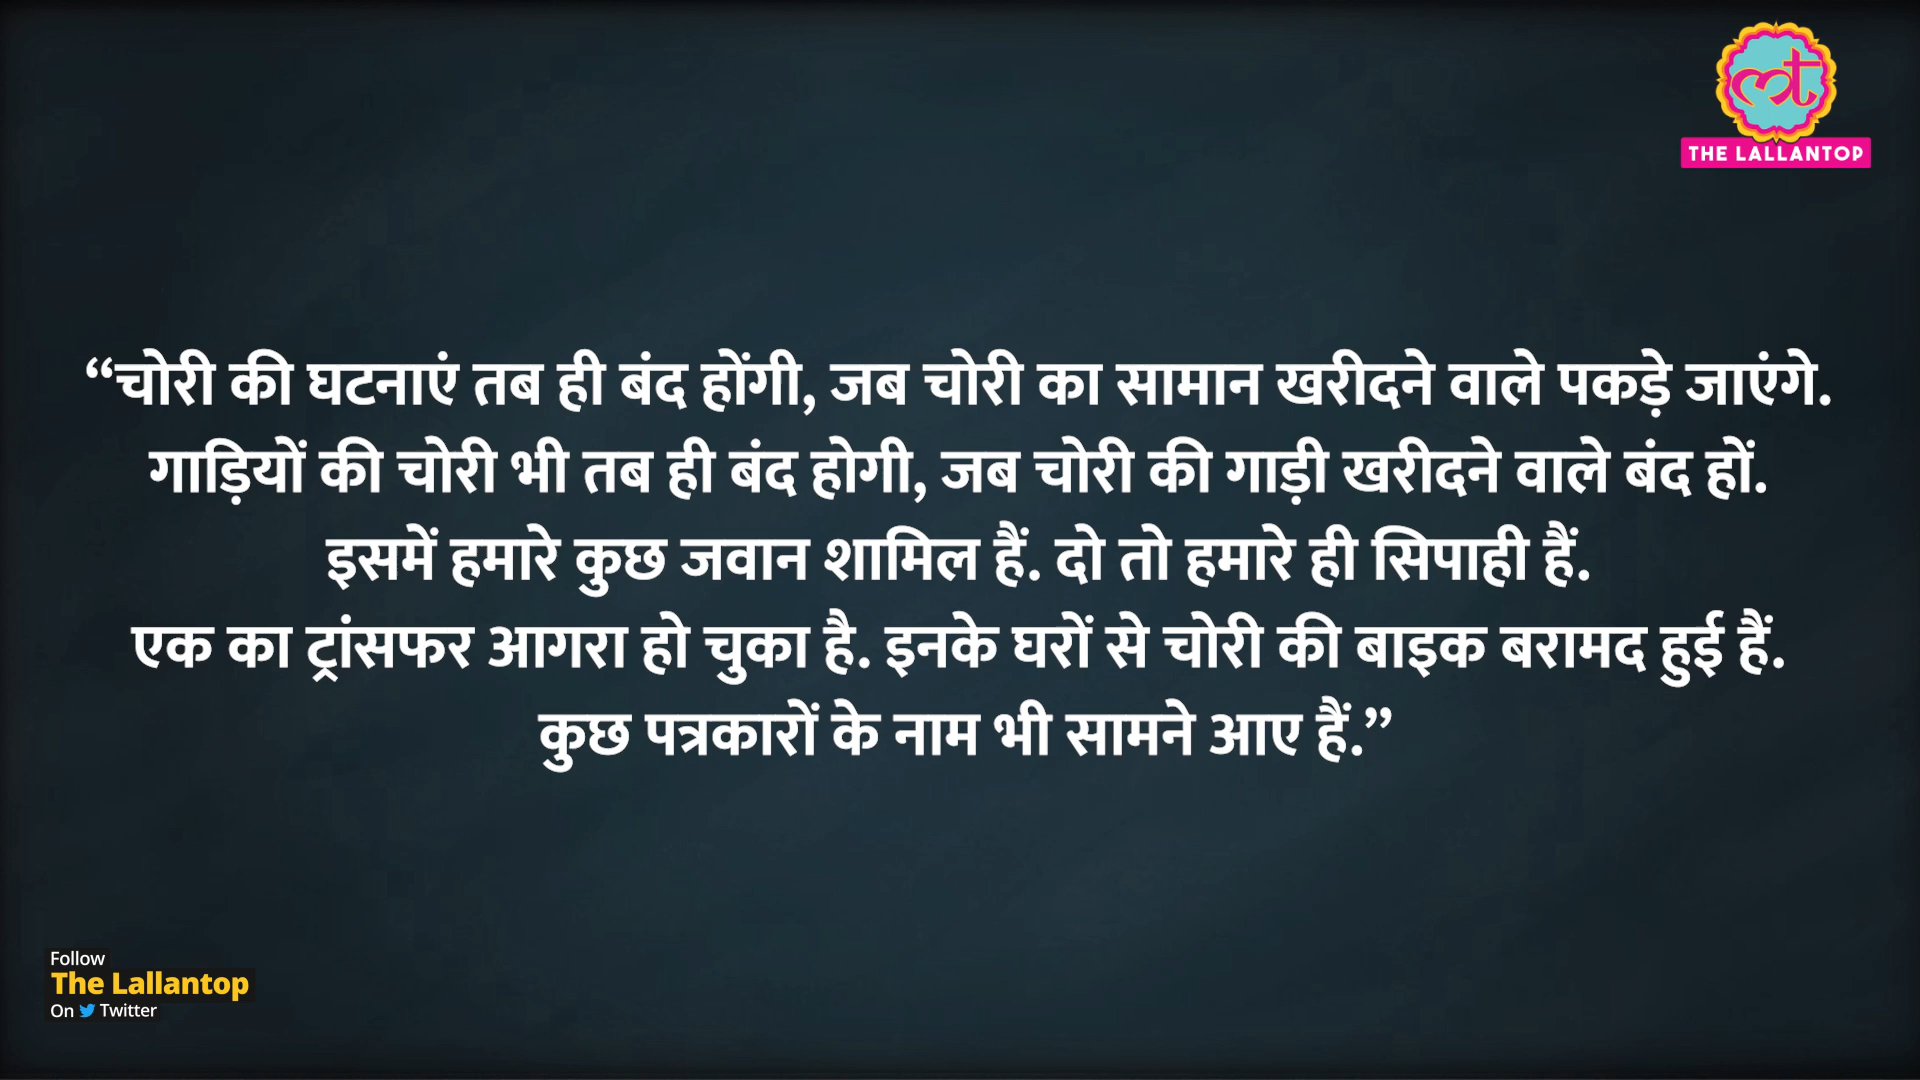 लत
THE LALLANTOP
“चोरी की घटनाएं तब ही बंद होंगी, जब चोरी का सामान खरीदने वाले पकड़े जाएंगे.
गाड़ियों की चोरी भी तब ही बंद होगी, जब चोरी की गाड़ी खरीदने वाले बंद हों.
इसमें हमारे कुछ जवान शामिल हैं. दो तो हमारे ही सिपाही हैं.
एक का ट्रांसफर आगरा हो चुका है. इनके घरों से चोरी की बाइक बरामद हुई हैं.
कुछ पत्रकारों के नाम भी सामने आए हैं.”
Follow
The Lallantop
On Twitter